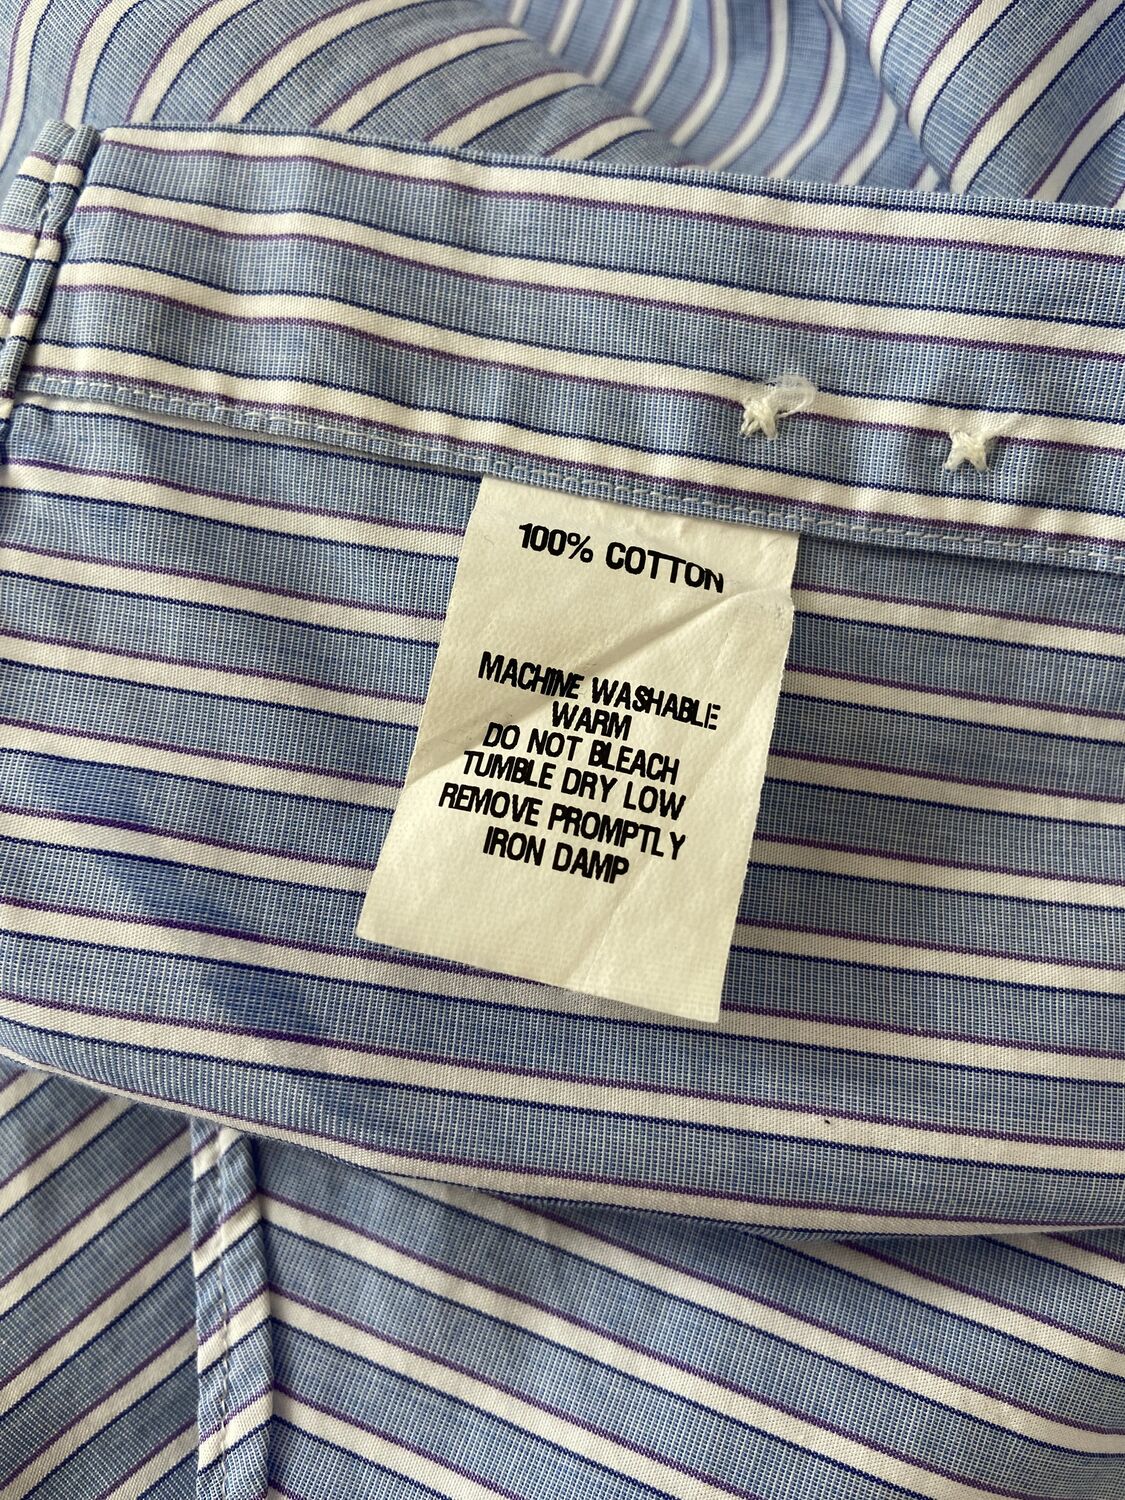 100% COTTON
MACHINE WASHABLE
WARM
DO NOT BLEACH
TUMBLE DRY LOW
REMOVE PROMPTLY
IRON DAMP